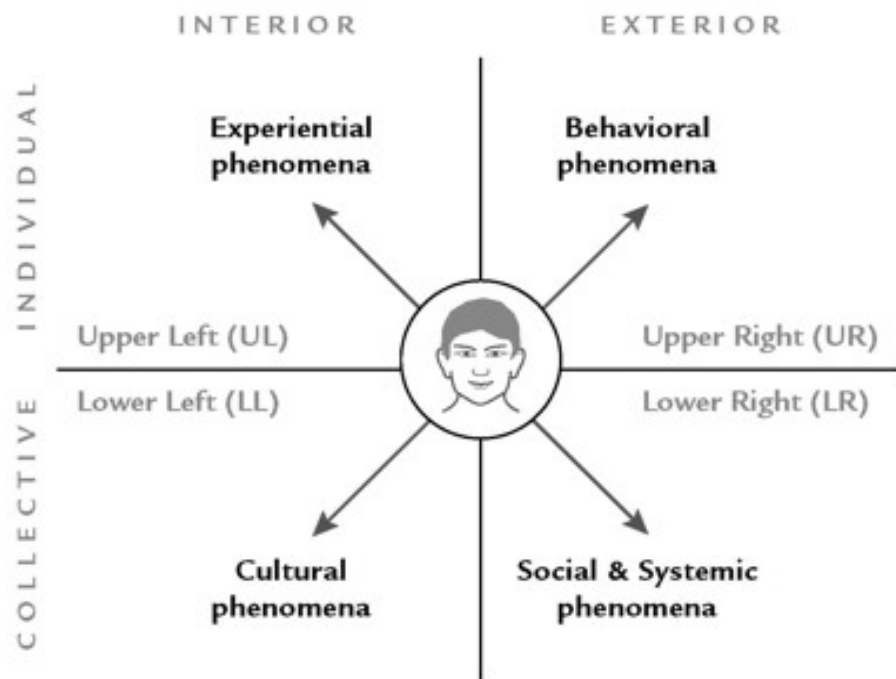 INTERIOR
EXTERIOR
INDIVIDUAL
Experiential
phenomena
Behavioral
phenomena
Upper Left (UL)
Upper Right (UR)
COLLECTIVE
Lower Left (LL)
Lower Right (LR)
Cultural
phenomena
Social & Systemic
phenomena